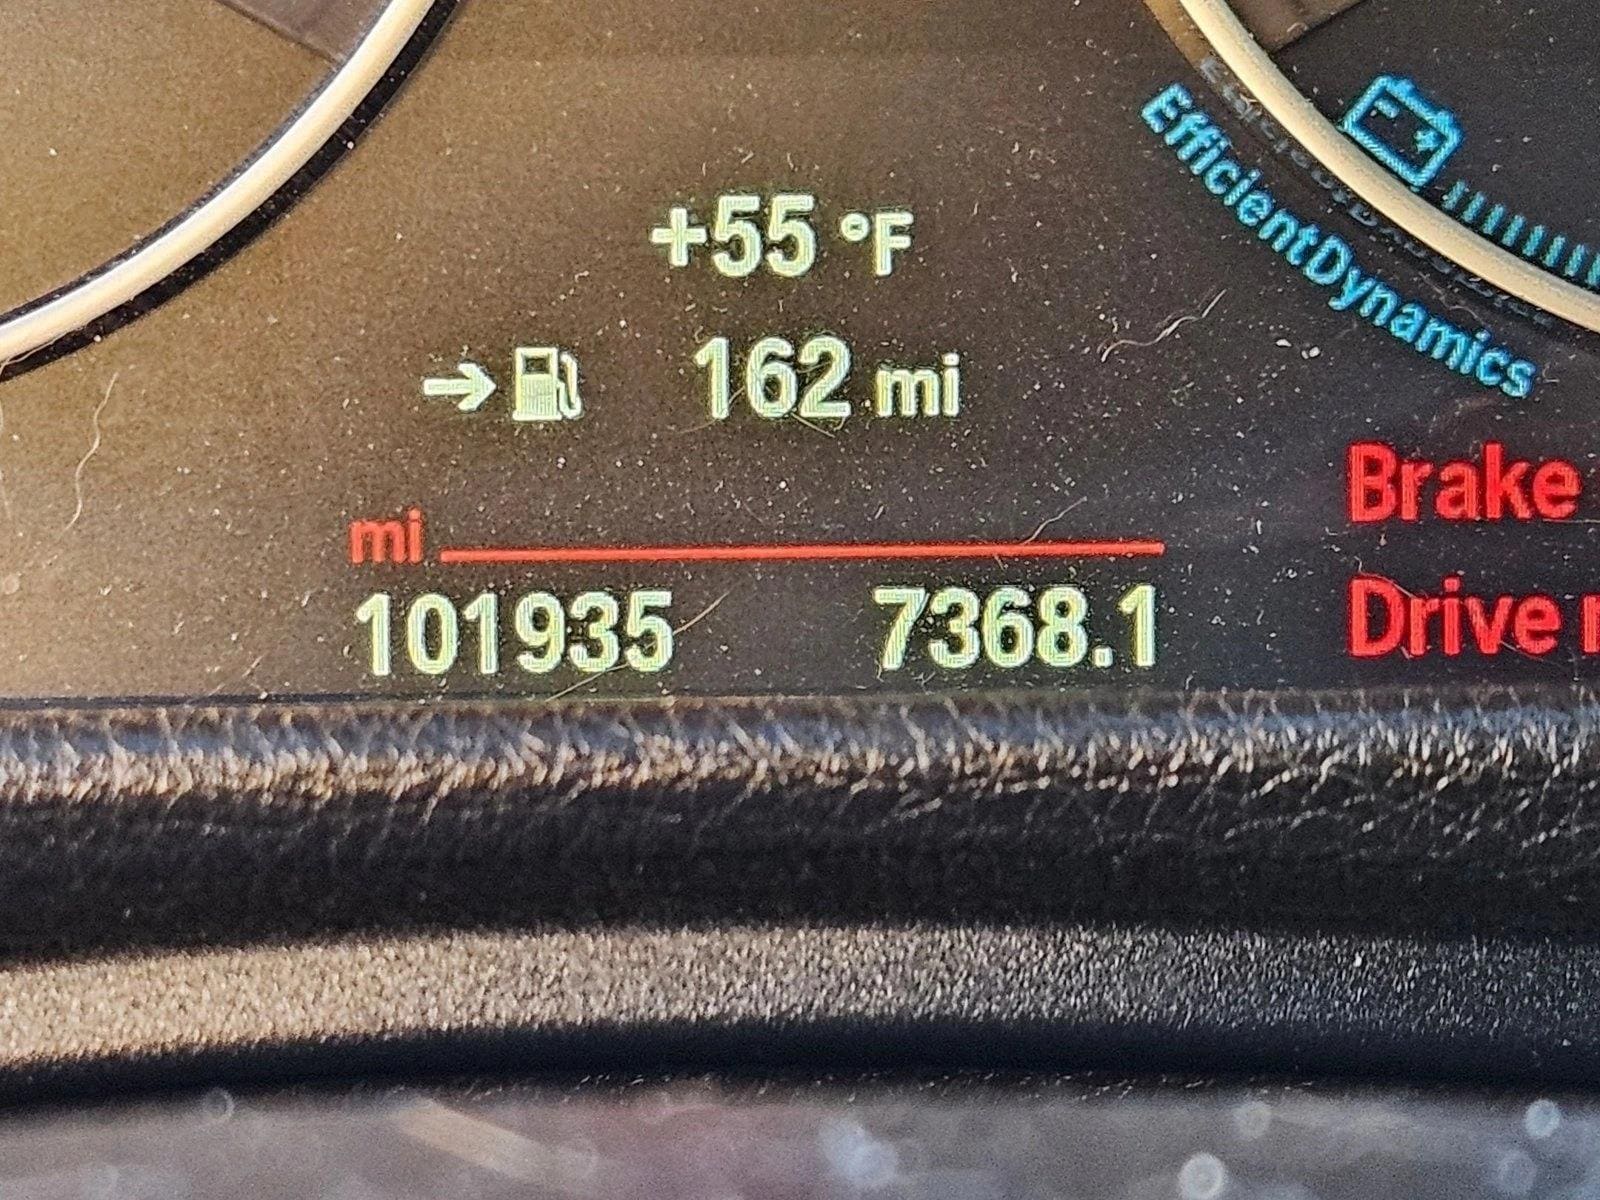 +55 °F
EfficientDynamics
162 mi
mi
101935 7368.1
Brake
Drive